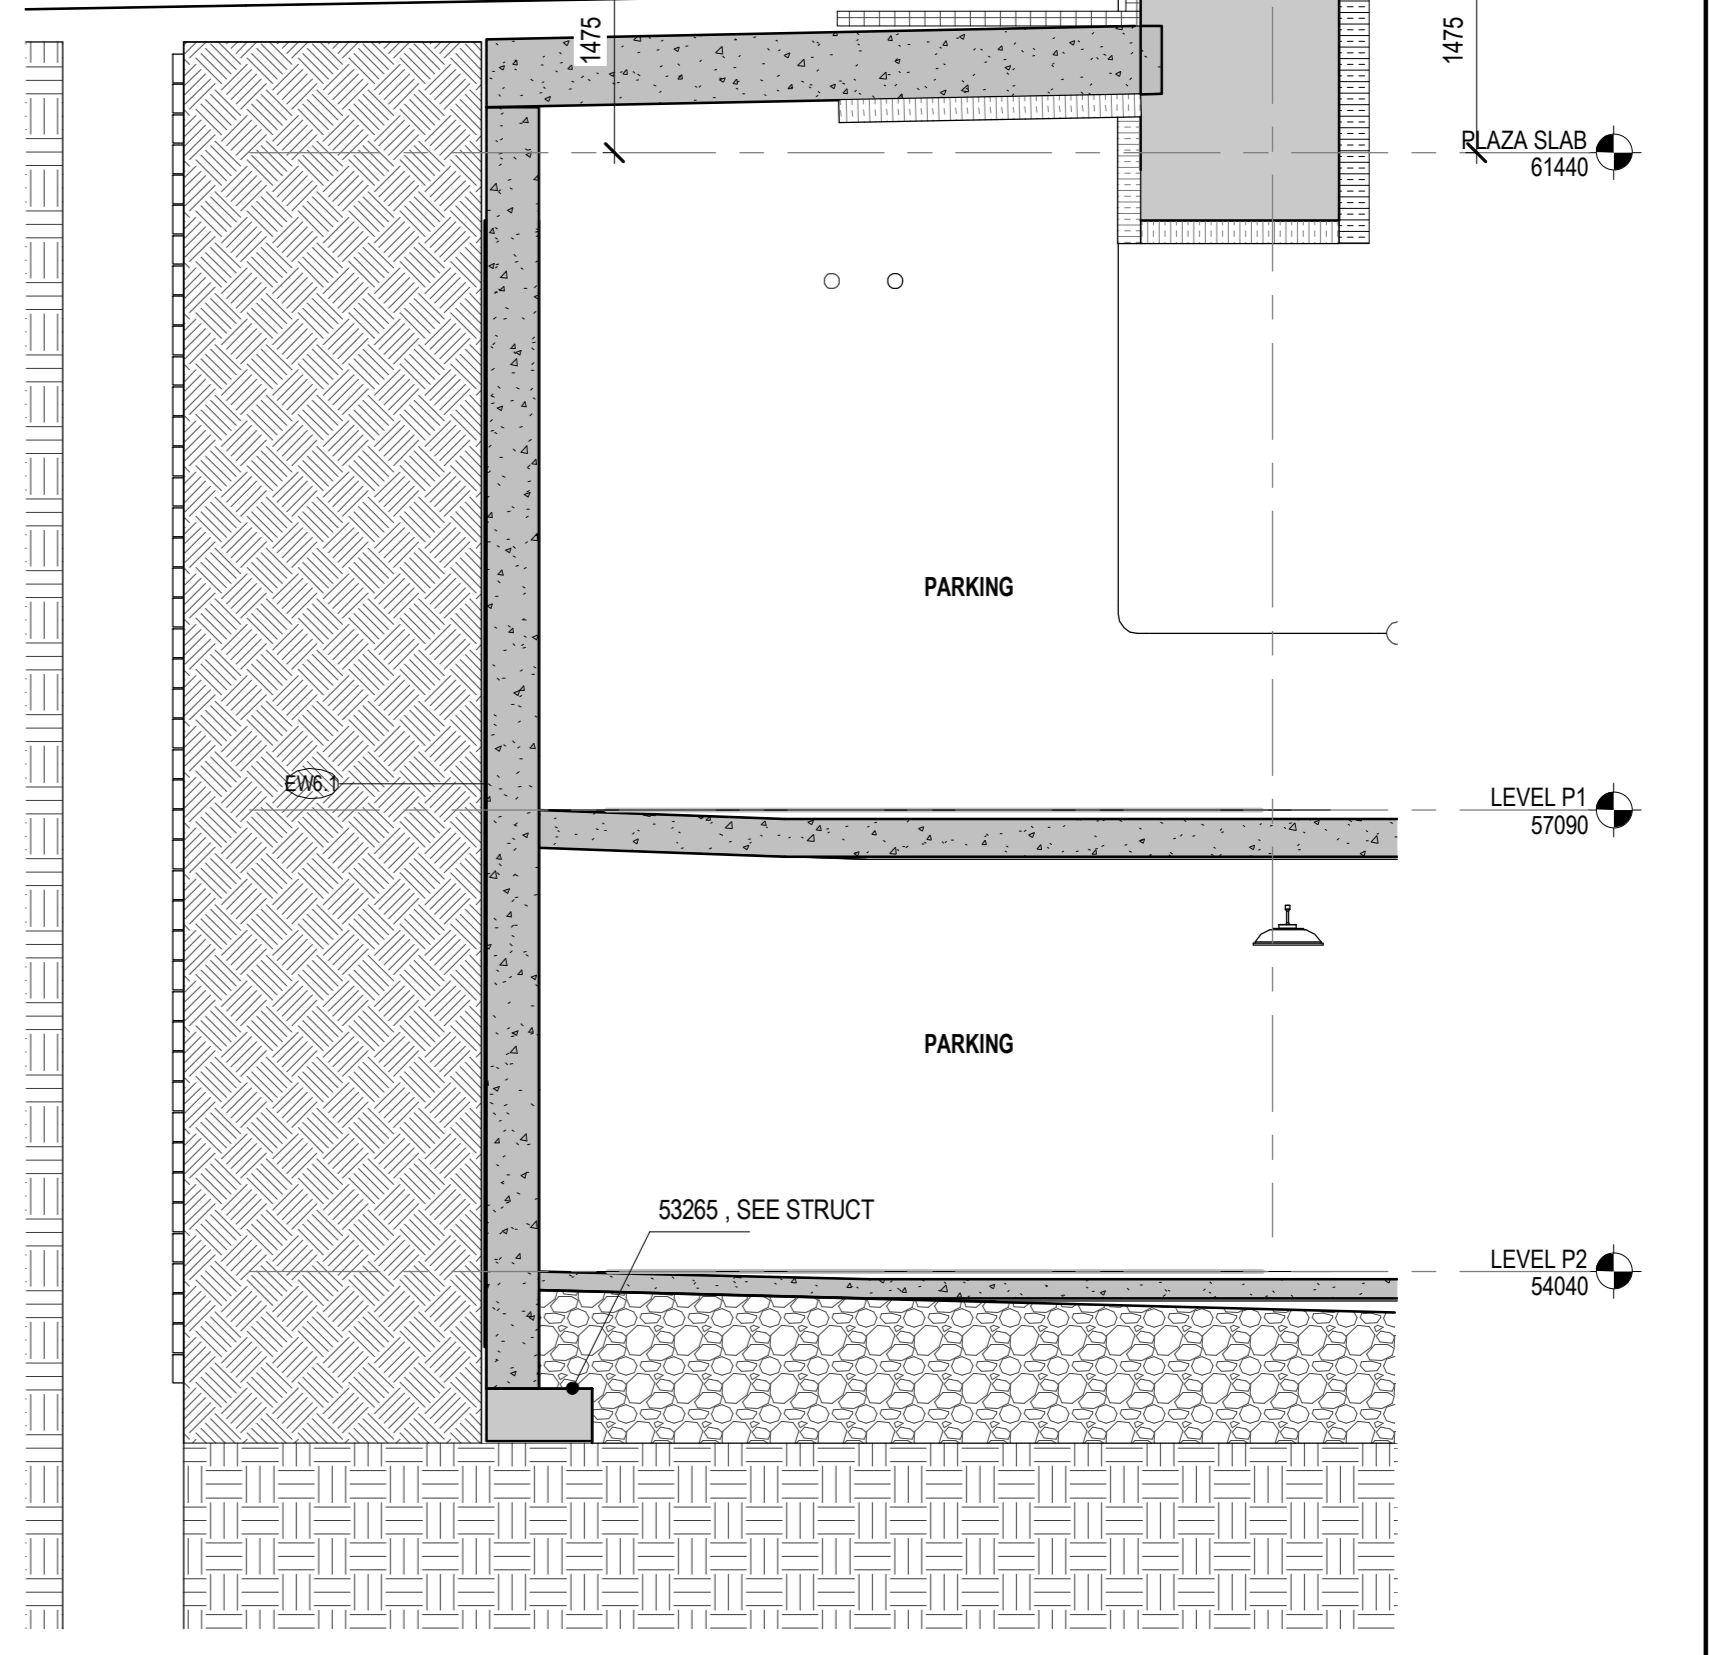 1475
1475
PLAZA SLAB
61440
PARKING
EW6.1
LEVEL P1
57090
PARKING
53265 , SEE STRUCT
LEVEL P2
54040